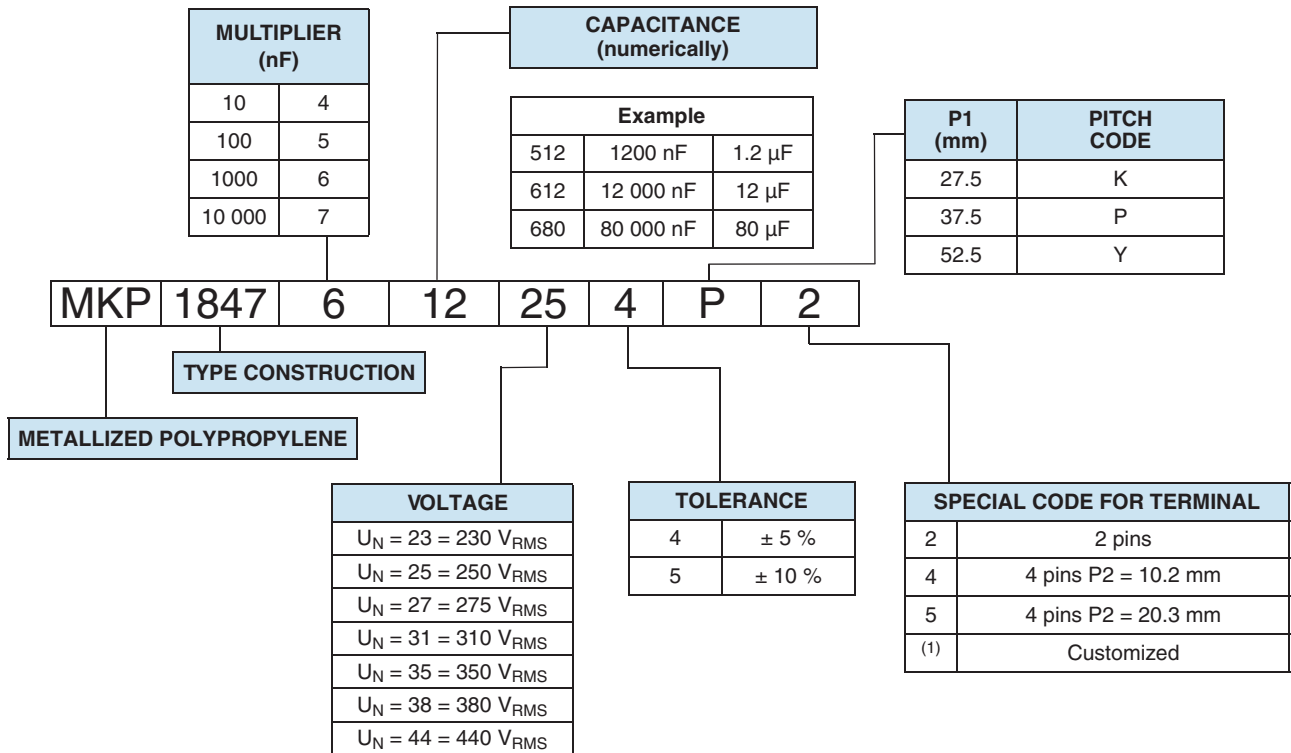 MULTIPLIER
(nF)
10 4
100 5
1000 6
10 000 7
CAPACITANCE
(numerically)
Example
512 1200 nF 1.2 µF
612 12 000 nF 12 µF
680 80 000 nF 80 µF
P1
(mm)
PITCH
CODE
27.5 K
37.5 P
52.5 Y
MKP 1847 6 12 25 4 P 2
TYPE CONSTRUCTION
METALLIZED POLYPROPYLENE
VOLTAGE
U_N = 23 = 230 V_RMS
U_N = 25 = 250 V_RMS
U_N = 27 = 275 V_RMS
U_N = 31 = 310 V_RMS
U_N = 35 = 350 V_RMS
U_N = 38 = 380 V_RMS
U_N = 44 = 440 V_RMS
TOLERANCE
4 ± 5 %
5 ± 10 %
SPECIAL CODE FOR TERMINAL
2 2 pins
4 4 pins P2 = 10.2 mm
5 4 pins P2 = 20.3 mm
(1) Customized